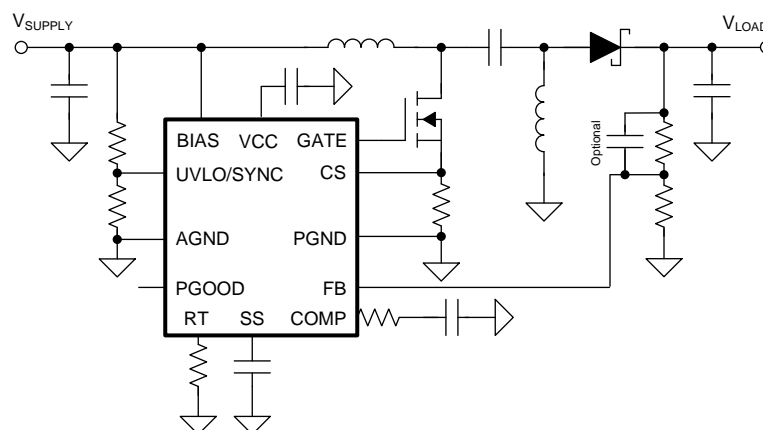 VSUPPLY
VLOAD
BIAS
VCC
GATE
UVLO/SYNC
CS
Optional
AGND
PGND
PGOOD
FB
RT
SS
COMP